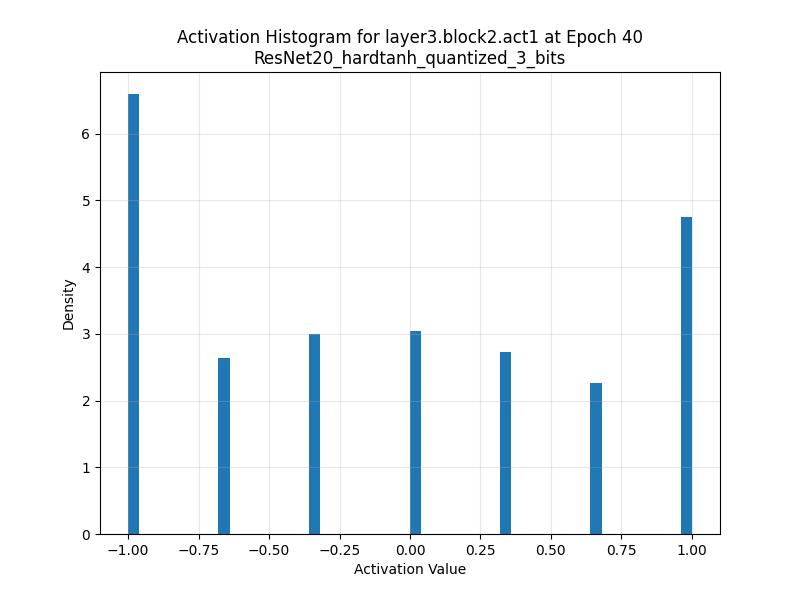 Activation Histogram for layer3.block2.act1 at Epoch 40
ResNet20_hardtanh_quantized_3_bits
Density
6
5
4
3
2
1
0
−1.00 −0.75 −0.50 −0.25 0.00 0.25 0.50 0.75 1.00
Activation Value